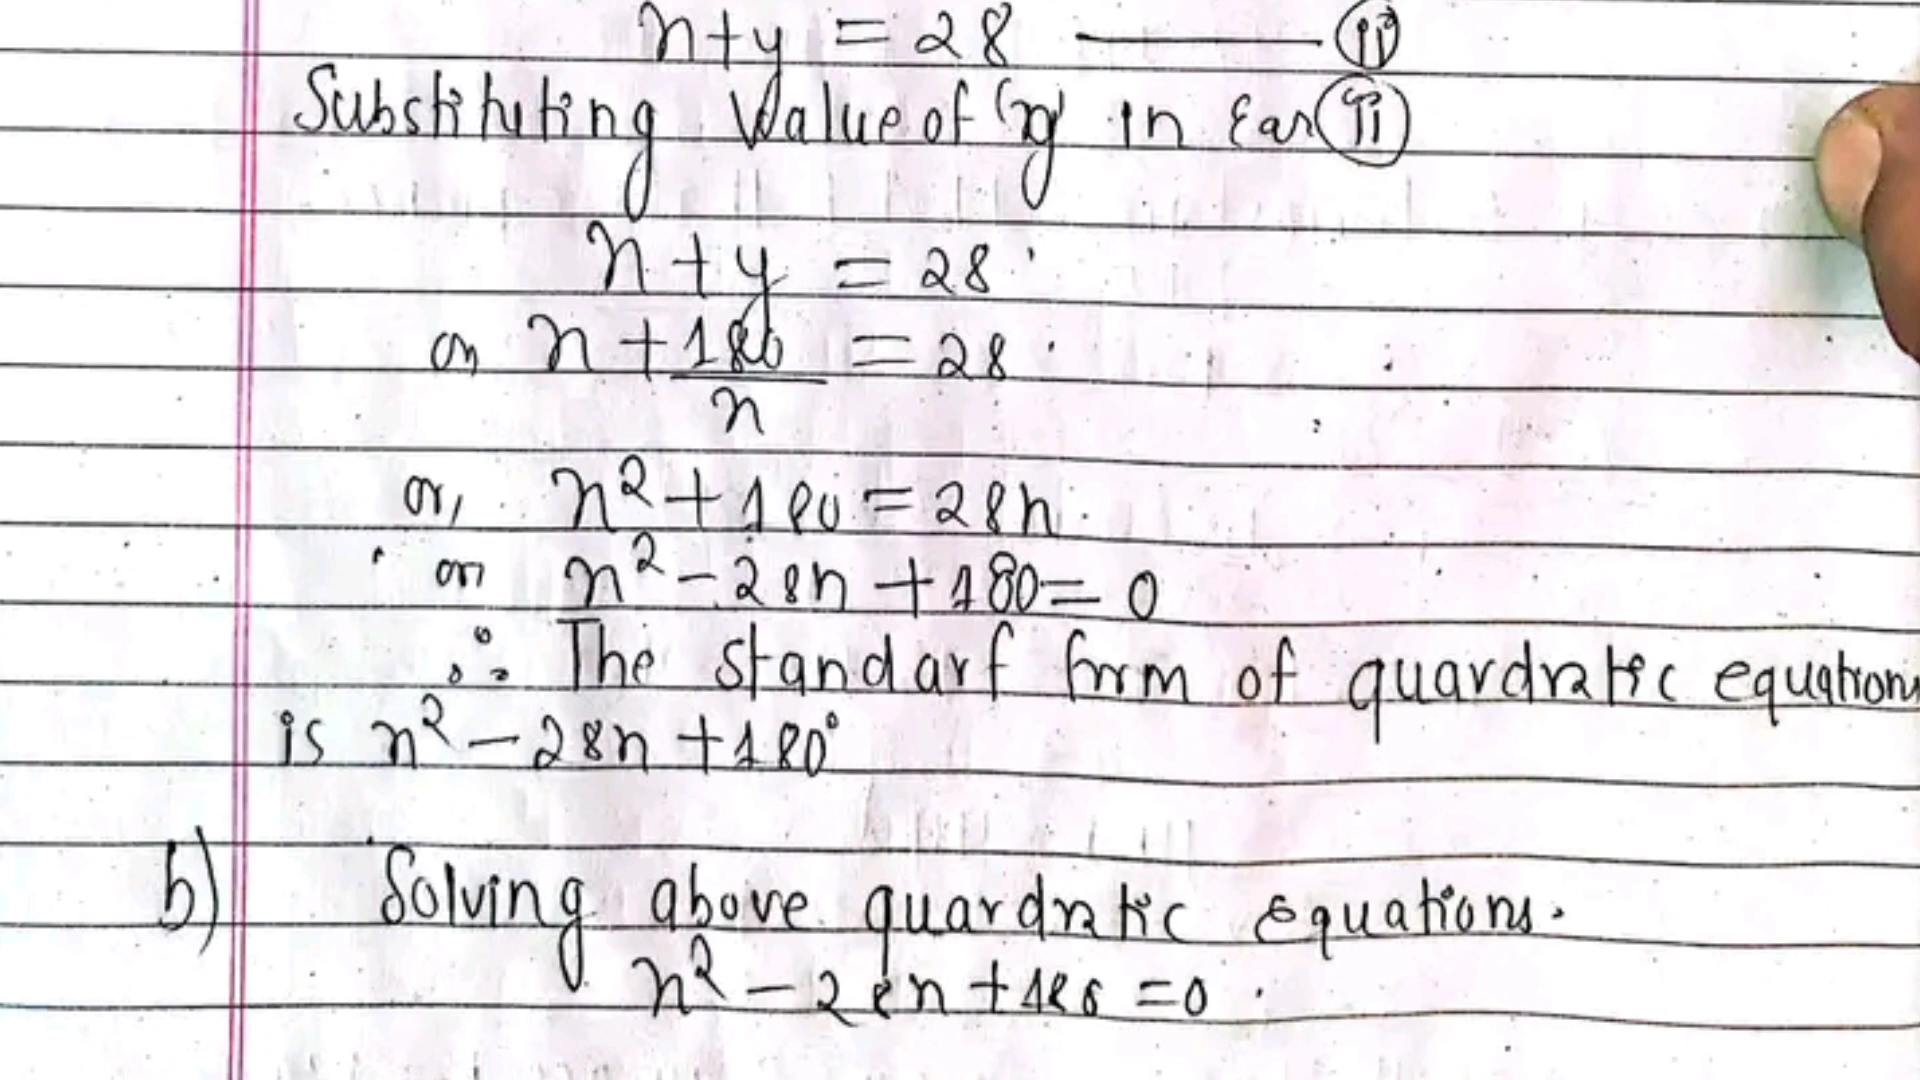 x+y = 28 —— (ii)
Substituting Value of 'y' in Eqn (ii)
x+y = 28
or x + 180/x = 28
or, x² + 180 = 28x
or x² - 28x + 180 = 0
∴ The standarf form of quardratic equations
is x² - 28x + 180
b) Solving above quardratic equations.
x² - 28x + 180 = 0